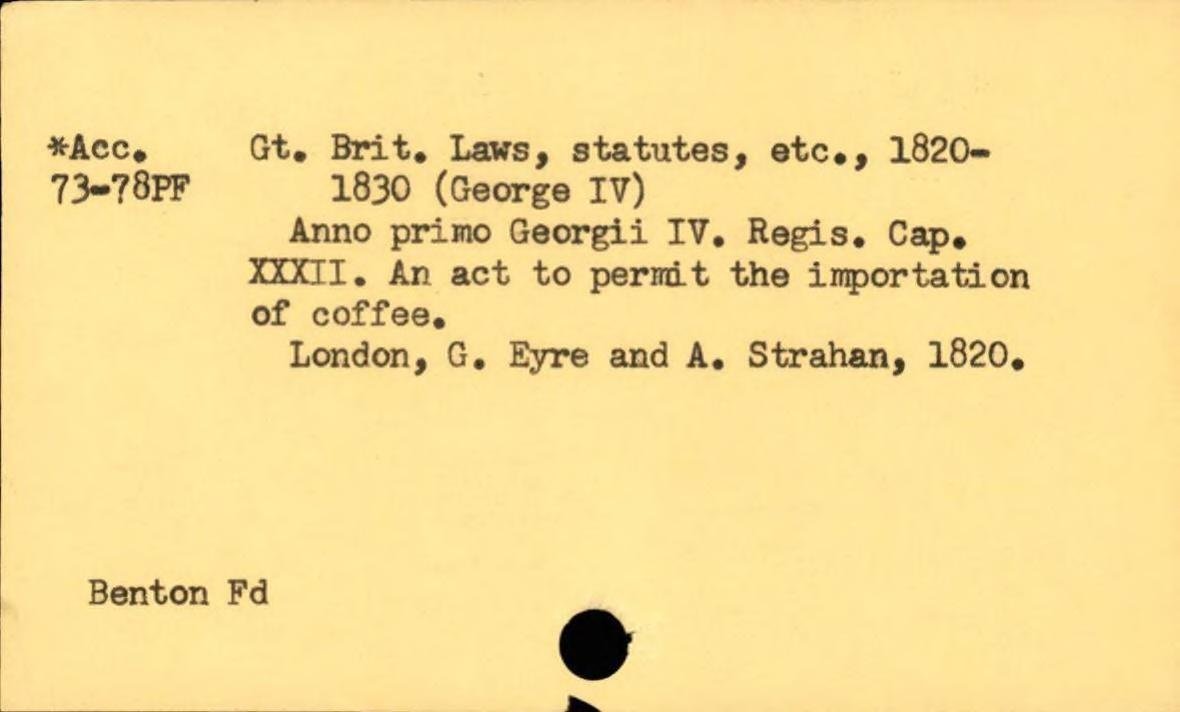 *Acc. Gt. Brit. Laws, statutes, etc., 1820-
73-78PF 1830 (George IV)
Anno primo Georgii IV. Regis. Cap.
XXXII. An act to permit the importation
of coffee.
London, G. Eyre and A. Strahan, 1820.
Benton Fd